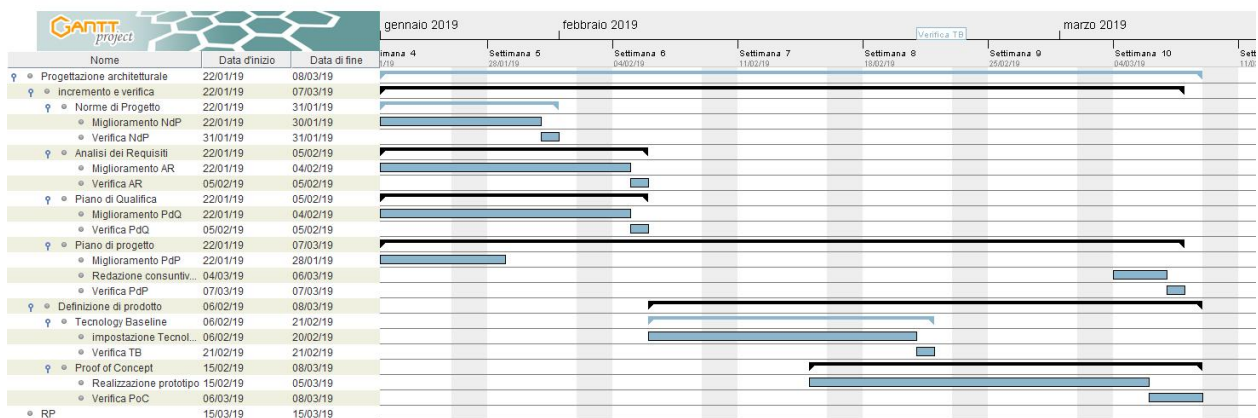 GANTT project
gennaio 2019 febbraio 2019 marzo 2019
Verifica TB
Nome Data d'inizio Data di fine
imana 4 Settimana 5 Settimana 6 Settimana 7 Settimana 8 Settimana 9 Settimana 10 Sett
1/19 28/01/19 04/02/19 11/02/19 18/02/19 25/02/19 04/03/19 11/03
Progettazione architetturale 22/01/19 08/03/19
incremento e verifica 22/01/19 07/03/19
Norme di Progetto 22/01/19 31/01/19
Miglioramento NdP 22/01/19 30/01/19
Verifica NdP 31/01/19 31/01/19
Analisi dei Requisiti 22/01/19 05/02/19
Miglioramento AR 22/01/19 04/02/19
Verifica AR 05/02/19 05/02/19
Piano di Qualifica 22/01/19 05/02/19
Miglioramento PdQ 22/01/19 04/02/19
Verifica PdQ 05/02/19 05/02/19
Piano di progetto 22/01/19 07/03/19
Miglioramento PdP 22/01/19 28/01/19
Redazione consuntiv... 04/03/19 06/03/19
Verifica PdP 07/03/19 07/03/19
Definizione di prodotto 06/02/19 08/03/19
Tecnology Baseline 06/02/19 21/02/19
impostazione Tecnol... 06/02/19 20/02/19
Verifica TB 21/02/19 21/02/19
Proof of Concept 15/02/19 08/03/19
Realizzazione prototipo 15/02/19 05/03/19
Verifica PoC 06/03/19 08/03/19
RP 15/03/19 15/03/19